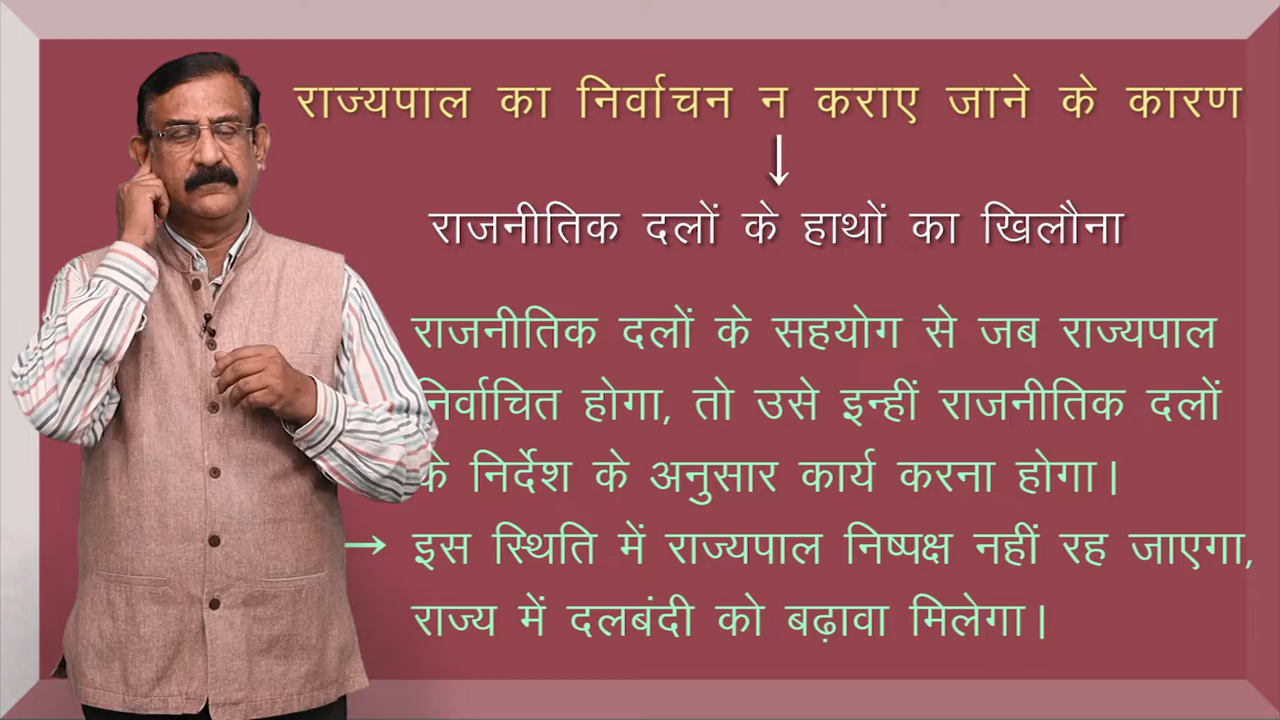 राज्यपाल का निर्वाचन न कराए जाने के कारण
↓
राजनीतिक दलों के हाथों का खिलौना
राजनीतिक दलों के सहयोग से जब राज्यपाल
निर्वाचित होगा, तो उसे इन्हीं राजनीतिक दलों
के निर्देश के अनुसार कार्य करना होगा।
→ इस स्थिति में राज्यपाल निष्पक्ष नहीं रह जाएगा,
राज्य में दलबंदी को बढ़ावा मिलेगा।